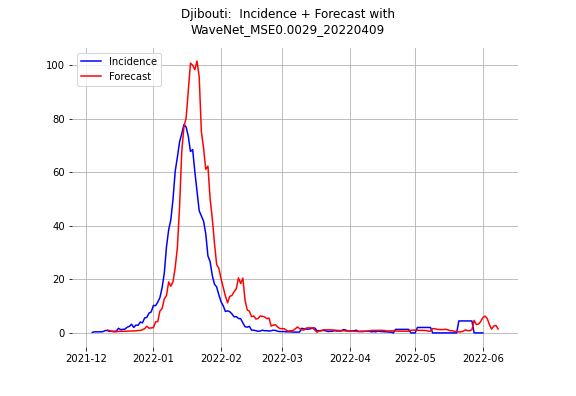 Djibouti:  Incidence + Forecast with
WaveNet_MSE0.0029_20220409
Incidence
Forecast
100
80
60
40
20
0
2021-12 2022-01 2022-02 2022-03 2022-04 2022-05 2022-06